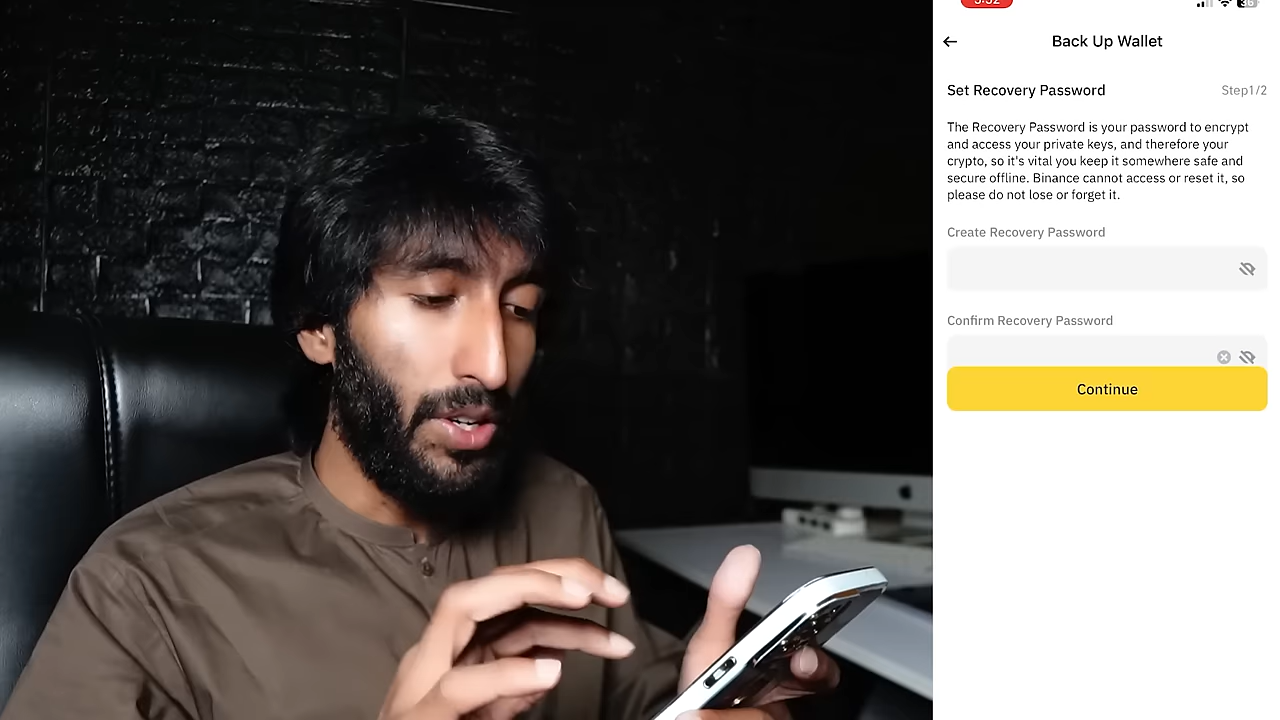 Back Up Wallet
Set Recovery Password
Step1/2
The Recovery Password is your password to encrypt
and access your private keys, and therefore your
crypto, so it's vital you keep it somewhere safe and
secure offline. Binance cannot access or reset it, so
please do not lose or forget it.
Create Recovery Password
Confirm Recovery Password
Continue